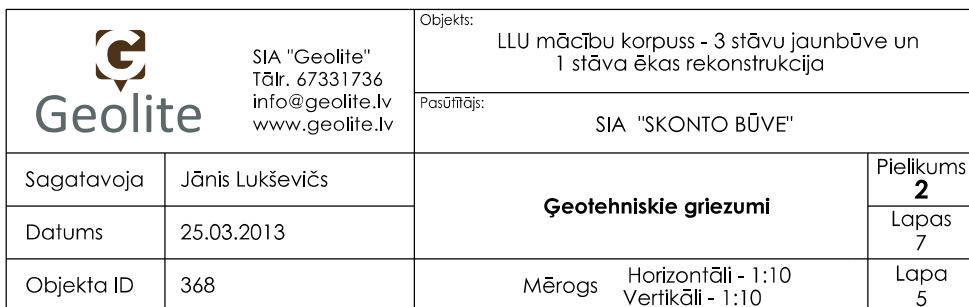 G
Geolite
SIA "Geolite"
Tālr. 67331736
info@geolite.lv
www.geolite.lv
Objekts:
LLU mācību korpuss - 3 stāvu jaunbūve un
1 stāva ēkas rekonstrukcija
Pasūtītājs:
SIA "SKONTO BŪVE"
Sagatavoja
Jānis Lukševičs
Datums
25.03.2013
Objekta ID
368
Ģeotehniskie griezumi
Mērogs
Horizontāli - 1:10
Vertikāli - 1:10
Pielikums
2
Lapas
7
Lapa
5